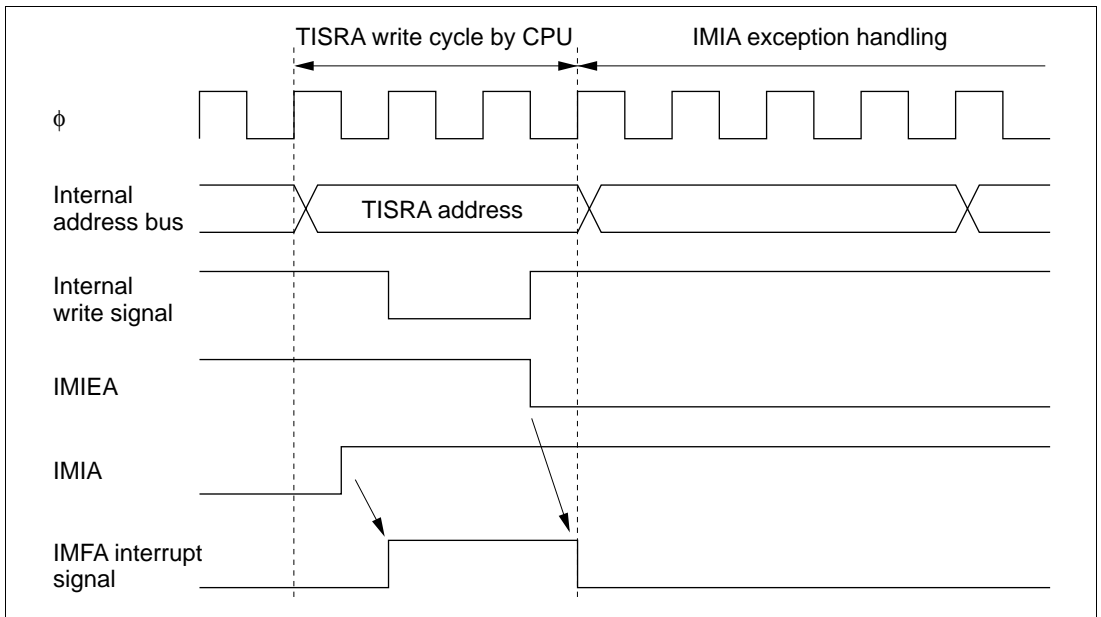 TISRA write cycle by CPU
IMIA exception handling
φ
Internal
address bus
TISRA address
Internal
write signal
IMIEA
IMIA
IMFA interrupt
signal